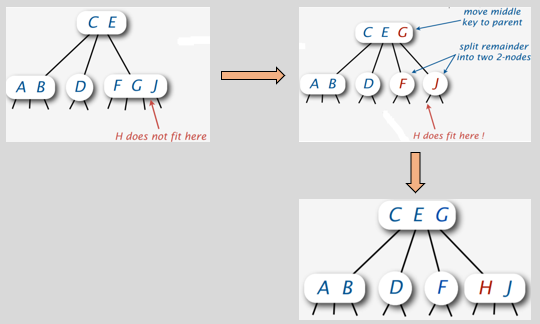 C E
A B D F G J
H does not fit here
move middle
key to parent
C E G
split remainder
into two 2-nodes
A B D F J
H does fit here !
C E G
A B D F H J